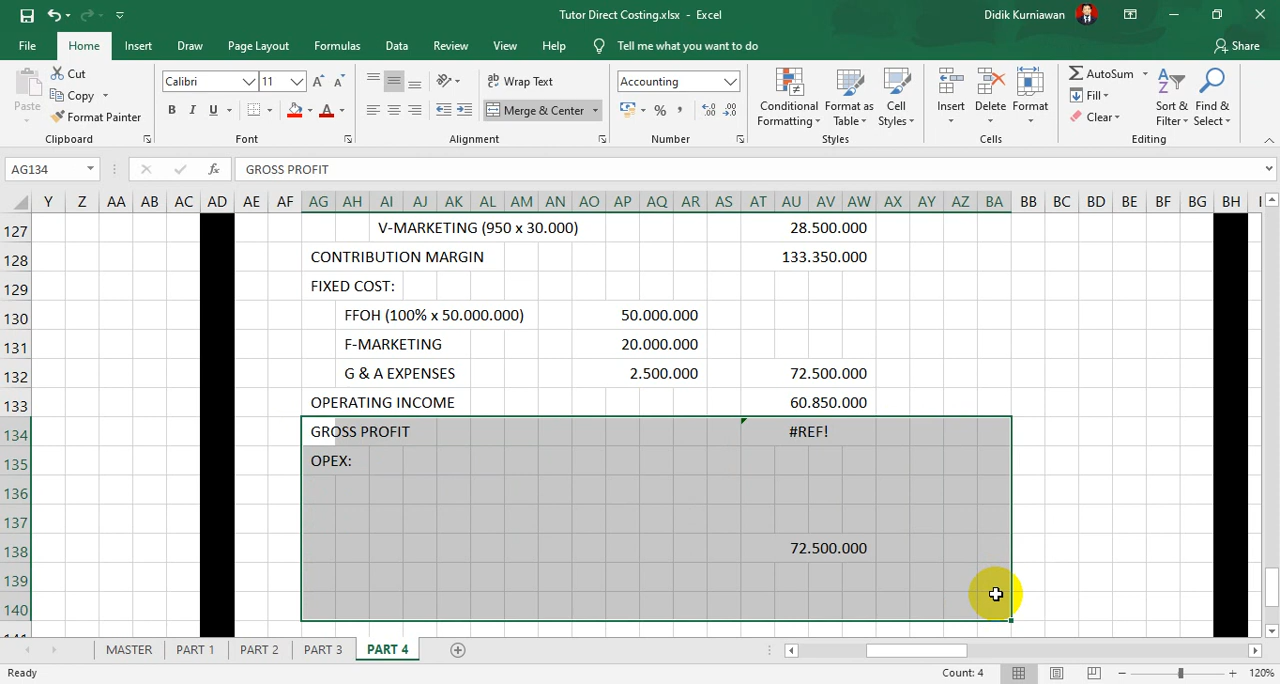 Tutor Direct Costing.xlsx - Excel
Didik Kurniawan
File Home Insert Draw Page Layout Formulas Data Review View Help Tell me what you want to do Share
Paste Cut Calibri 11 Wrap Text Accounting Conditional Formatting Format as Table Cell Styles Insert Delete Format AutoSum Sort & Filter Find & Select
Copy Fill
Format Painter B I U Merge & Center % , Clear
Clipboard Font Alignment Number Styles Cells Editing
AG134 fx GROSS PROFIT
Y Z AA AB AC AD AE AF AG AH AI AJ AK AL AM AN AO AP AQ AR AS AT AU AV AW AX AY AZ BA BB BC BD BE BF BG BH
127 V-MARKETING (950 x 30.000) 28.500.000
128 CONTRIBUTION MARGIN 133.350.000
129 FIXED COST:
130 FFOH (100% x 50.000.000) 50.000.000
131 F-MARKETING 20.000.000
132 G & A EXPENSES 2.500.000 72.500.000
133 OPERATING INCOME 60.850.000
134 GROSS PROFIT #REF!
135 OPEX:
136
137
138 72.500.000
139
140
MASTER PART 1 PART 2 PART 3 PART 4
Ready Count: 4 120%